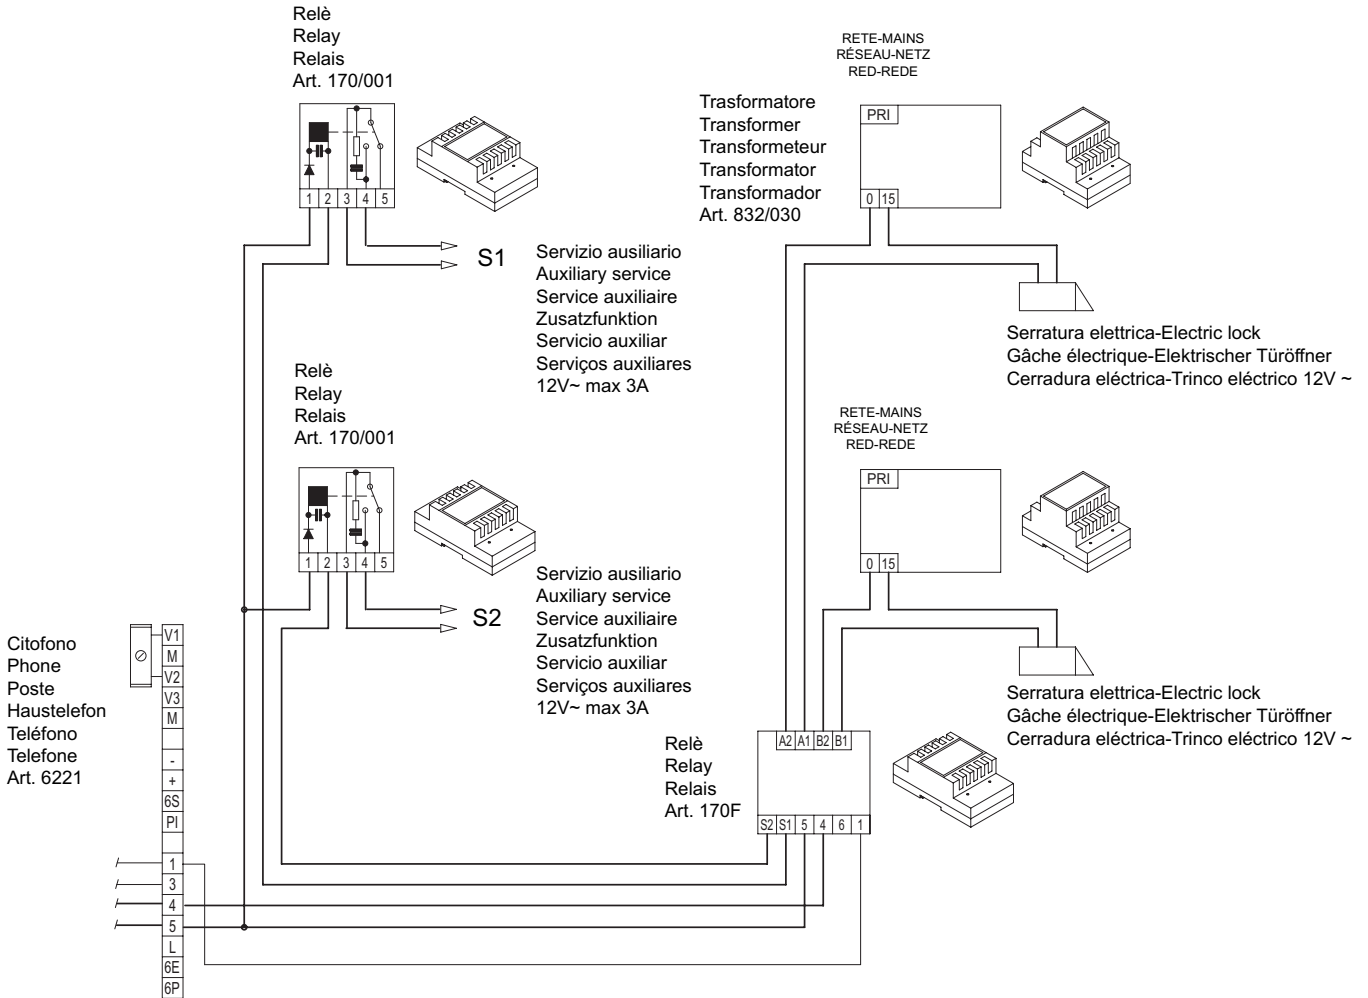 Relè
Relay
Relais
Art. 170/001
1 2 3 4 5
S1
Servizio ausiliario
Auxiliary service
Service auxiliaire
Zusatzfunktion
Servicio auxiliar
Serviços auxiliares
12V~ max 3A
RETE-MAINS
RÉSEAU-NETZ
RED-REDE
Trasformatore
Transformer
Transformeteur
Transformator
Transformador
Art. 832/030
PRI
0 15
Serratura elettrica-Electric lock
Gâche électrique-Elektrischer Türöffner
Cerradura eléctrica-Trinco eléctrico 12V ~
Relè
Relay
Relais
Art. 170/001
1 2 3 4 5
S2
Servizio ausiliario
Auxiliary service
Service auxiliaire
Zusatzfunktion
Servicio auxiliar
Serviços auxiliares
12V~ max 3A
RETE-MAINS
RÉSEAU-NETZ
RED-REDE
PRI
0 15
Serratura elettrica-Electric lock
Gâche électrique-Elektrischer Türöffner
Cerradura eléctrica-Trinco eléctrico 12V ~
Citofono
Phone
Poste
Haustelefon
Teléfono
Telefone
Art. 6221
V1
M
V2
V3
M
-
+
6S
PI
1
3
4
5
L
6E
6P
Relè
Relay
Relais
Art. 170F
A2 A1 B2 B1
S2 S1 5 4 6 1